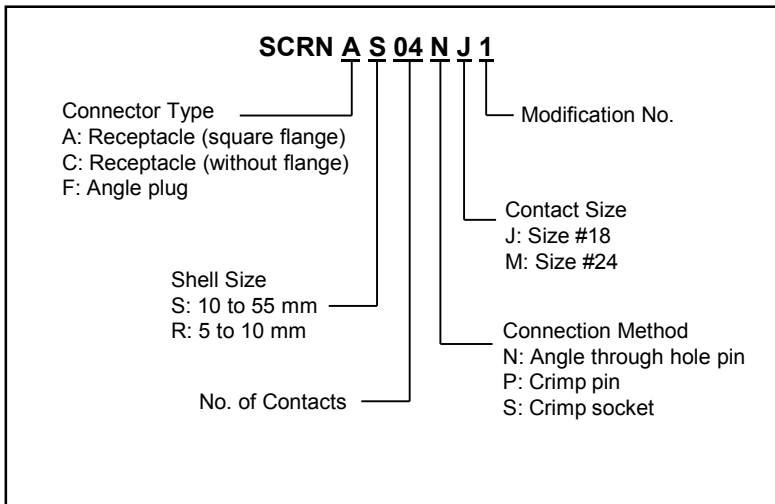 SCRN A S 04 N J 1
Connector Type
A: Receptacle (square flange)
C: Receptacle (without flange)
F: Angle plug
Modification No.
Contact Size
J: Size #18
M: Size #24
Shell Size
S: 10 to 55 mm
R: 5 to 10 mm
Connection Method
N: Angle through hole pin
P: Crimp pin
S: Crimp socket
No. of Contacts